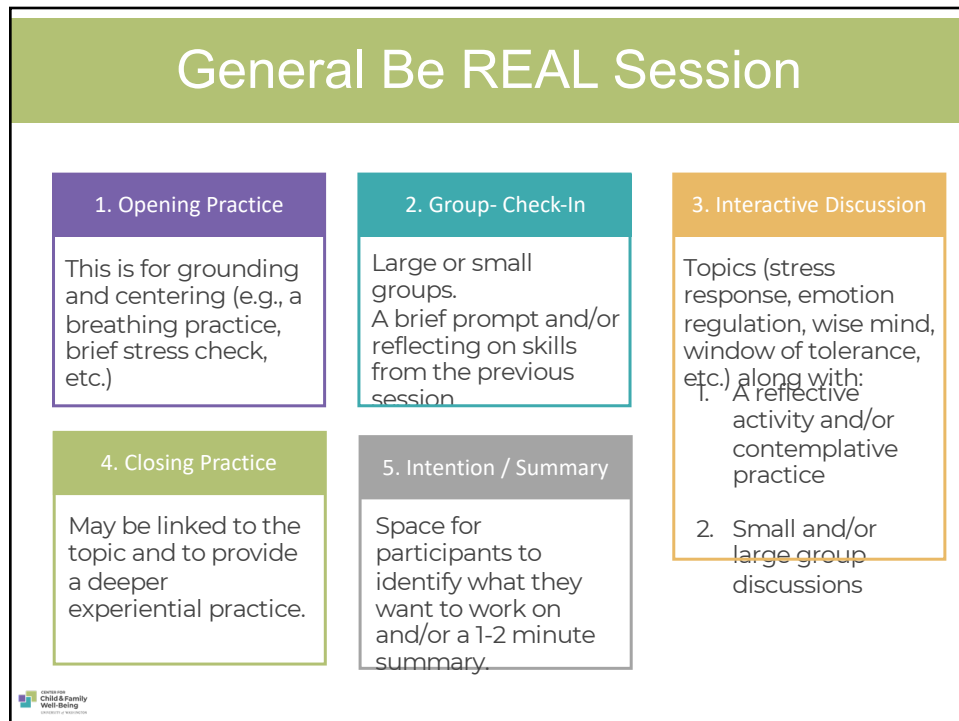 General Be REAL Session
1. Opening Practice
This is for grounding
and centering (e.g., a
breathing practice,
brief stress check,
etc.)
2. Group- Check-In
Large or small
groups.
A brief prompt and/or
reflecting on skills
from the previous
session
3. Interactive Discussion
Topics (stress
response, emotion
regulation, wise mind,
window of tolerance,
etc.) along with:
1. A reflective
activity and/or
contemplative
practice
2. Small and/or
large group
discussions
4. Closing Practice
May be linked to the
topic and to provide
a deeper
experiential practice.
5. Intention / Summary
Space for
participants to
identify what they
want to work on
and/or a 1-2 minute
summary.
CENTER FOR
Child & Family
Well-Being
UNIVERSITY of WASHINGTON